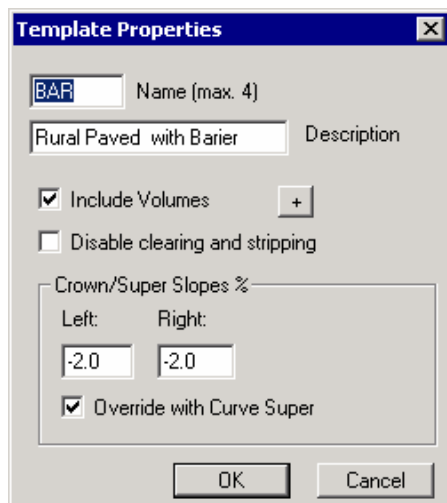 Template Properties
BAR Name (max. 4)
Rural Paved with Barier Description
Include Volumes +
Disable clearing and stripping
Crown/Super Slopes %
Left: Right:
-2.0 -2.0
Override with Curve Super
OK Cancel